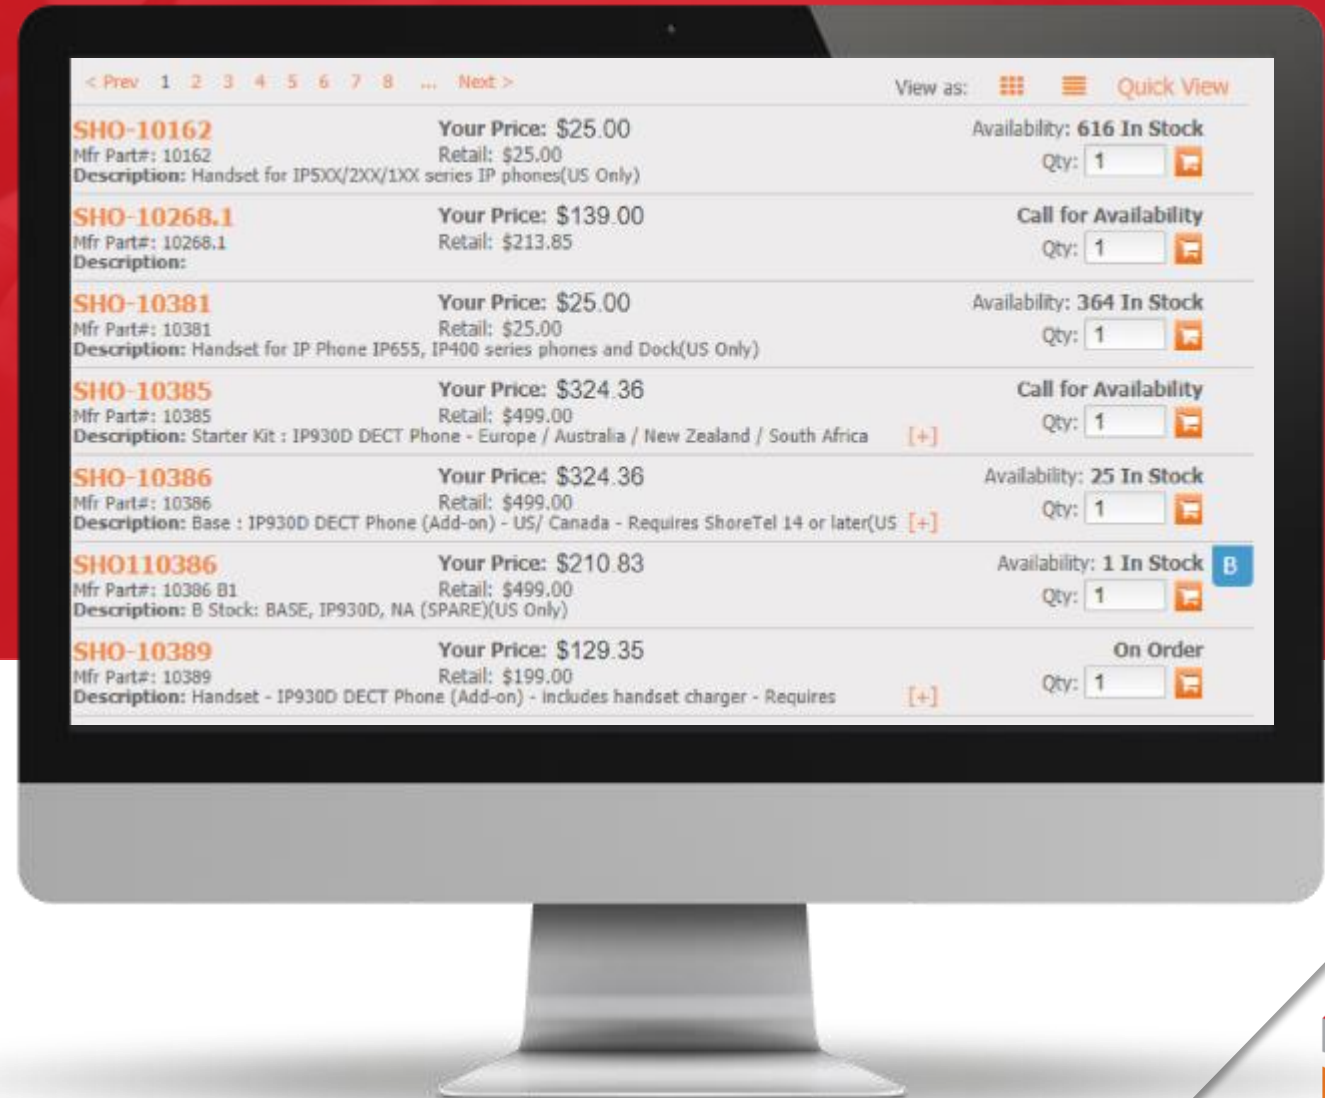 < Prev 1 2 3 4 5 6 7 8 ... Next > View as: Quick View
SHO-10162 Your Price: $25.00 Availability: 616 In Stock
Mfr Part#: 10162 Retail: $25.00 Qty: 1
Description: Handset for IP5XX/2XX/1XX series IP phones(US Only)
SHO-10268.1 Your Price: $139.00 Call for Availability
Mfr Part#: 10268.1 Retail: $213.85 Qty: 1
Description:
SHO-10381 Your Price: $25.00 Availability: 364 In Stock
Mfr Part#: 10381 Retail: $25.00 Qty: 1
Description: Handset for IP Phone IP655, IP400 series phones and Dock(US Only)
SHO-10385 Your Price: $324.36 Call for Availability
Mfr Part#: 10385 Retail: $499.00 Qty: 1
Description: Starter Kit : IP930D DECT Phone - Europe / Australia / New Zealand / South Africa [+]
SHO-10386 Your Price: $324.36 Availability: 25 In Stock
Mfr Part#: 10386 Retail: $499.00 Qty: 1
Description: Base : IP930D DECT Phone (Add-on) - US/ Canada - Requires ShoreTel 14 or later(US [+]
SHO110386 Your Price: $210.83 Availability: 1 In Stock B
Mfr Part#: 10386 B1 Retail: $499.00 Qty: 1
Description: B Stock: BASE, IP930D, NA (SPARE)(US Only)
SHO-10389 Your Price: $129.35 On Order
Mfr Part#: 10389 Retail: $199.00 Qty: 1
Description: Handset - IP930D DECT Phone (Add-on) - includes handset charger - Requires [+]